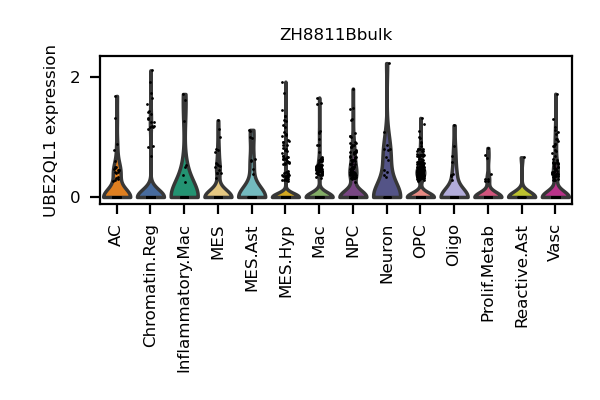 ZH8811Bbulk
UBE2QL1 expression
2
0
AC
Chromatin.Reg
Inflammatory.Mac
MES
MES.Ast
MES.Hyp
Mac
NPC
Neuron
OPC
Oligo
Prolif.Metab
Reactive.Ast
Vasc